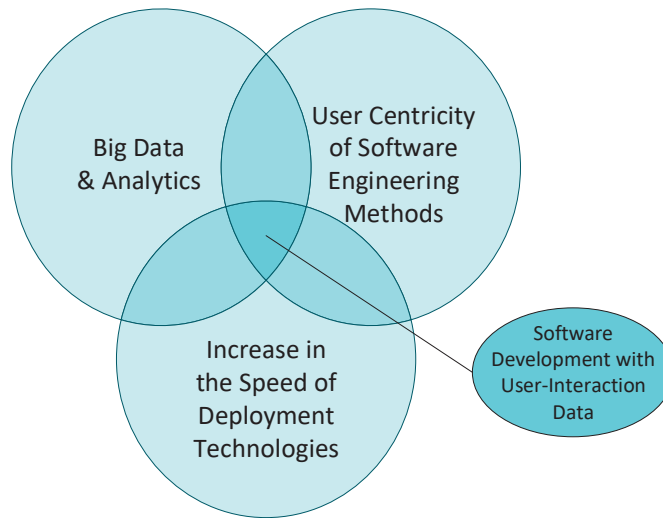 Big Data
& Analytics
User Centricity
of Software
Engineering
Methods
Increase in
the Speed of
Deployment
Technologies
Software
Development with
User-Interaction
Data